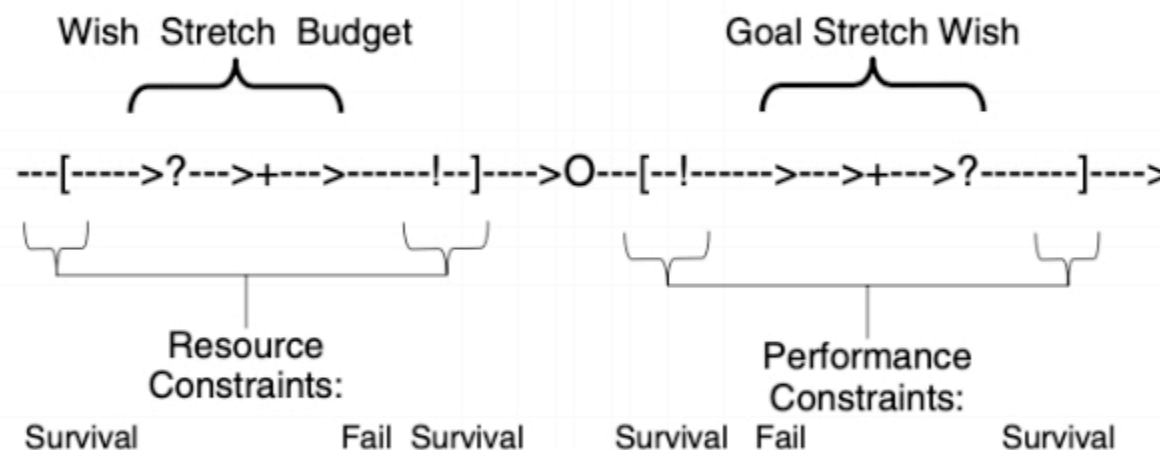 Wish Stretch Budget
Goal Stretch Wish
---[----->?--->+--->------!--]---->O---[--!------>--->+--->?-------]---->
Resource
Constraints:
Performance
Constraints:
Survival Fail Survival
Survival Fail Survival